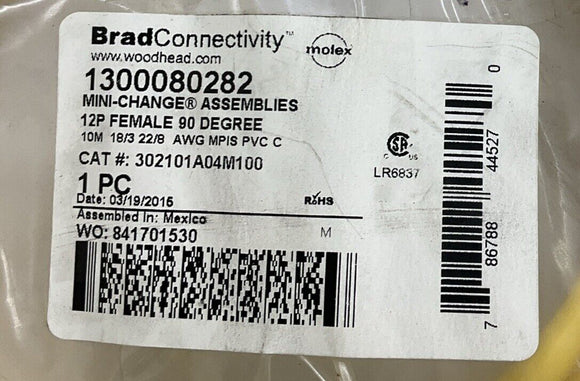 BradConnectivity™
www.woodhead.com
molex
1300080282
MINI-CHANGE® ASSEMBLIES
12P FEMALE 90 DEGREE
10M 18/3 22/8 AWG MPIS PVC C
CAT #: 302101A04M100
1 PC
Date: 03/19/2015
RoHS
Assembled In: Mexico
WO: 841701530
M
C US
LR6837
7 86788 44527 0